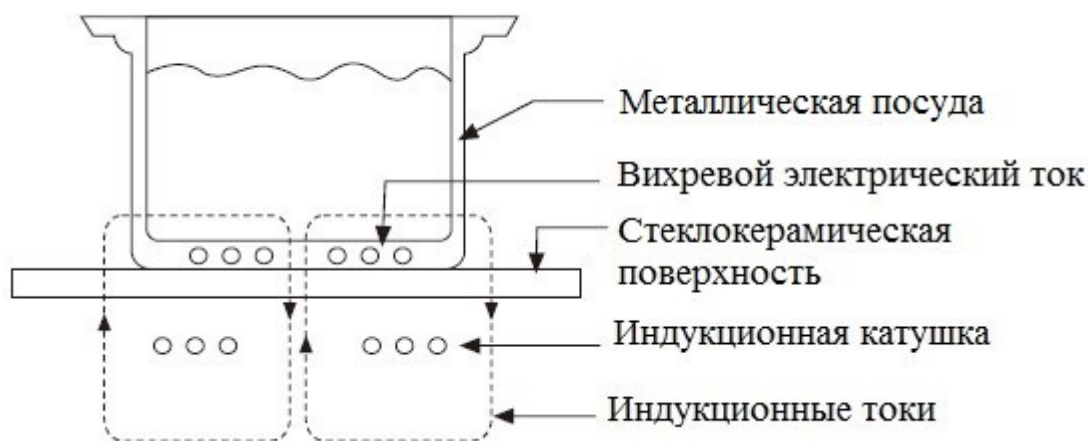 Металлическая посуда
Вихревой электрический ток
Стеклокерамическая
поверхность
Индукционная катушка
Индукционные токи